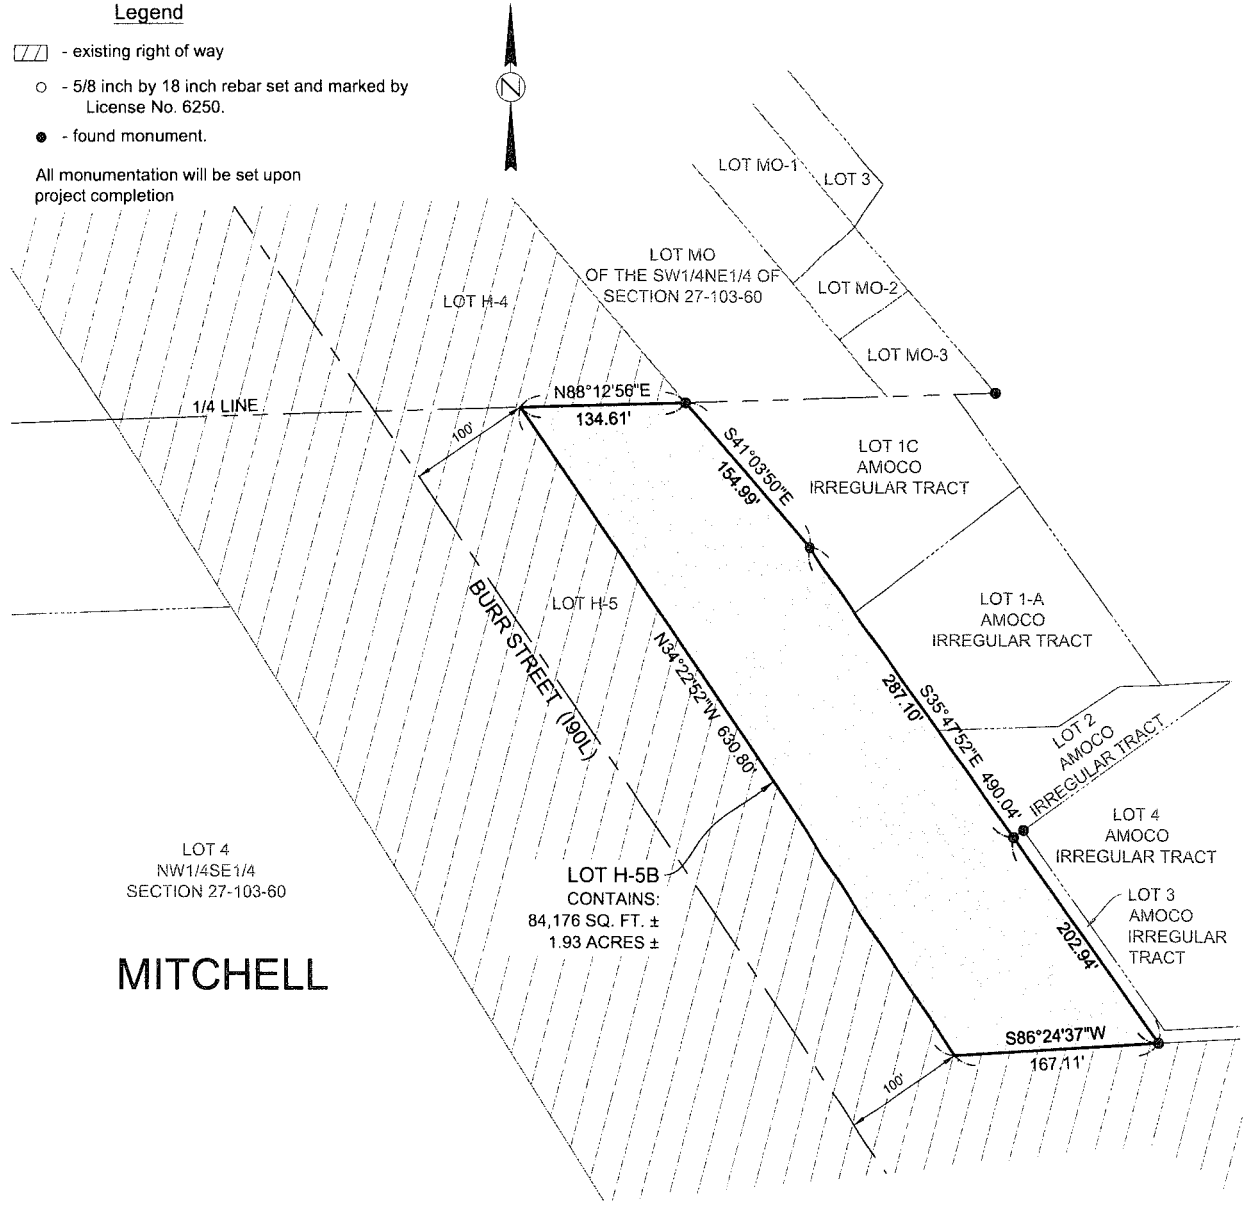 Legend
- existing right of way
- 5/8 inch by 18 inch rebar set and marked by
License No. 6250.
- found monument.
All monumentation will be set upon
project completion
N
LOT MO-1
LOT 3
LOT MO
OF THE SW1/4NE1/4 OF
SECTION 27-103-60
LOT MO-2
LOT H-4
LOT MO-3
N88°12'56"E
134.61'
1/4 LINE
100'
S41°03'50"E
154.99'
LOT 1C
AMOCO
IRREGULAR TRACT
BURR STREET (I90L)
LOT H-5
LOT 1-A
AMOCO
IRREGULAR TRACT
N34°22'52"W 630.80'
S35°47'52"E 490.04'
287.10'
LOT 2
AMOCO
IRREGULAR TRACT
LOT 4
AMOCO
IRREGULAR TRACT
LOT 4
NW1/4SE1/4
SECTION 27-103-60
LOT H-5B
CONTAINS:
84,176 SQ. FT. ±
1.93 ACRES ±
LOT 3
AMOCO
IRREGULAR
TRACT
202.94'
MITCHELL
S86°24'37"W
167.11'
100'